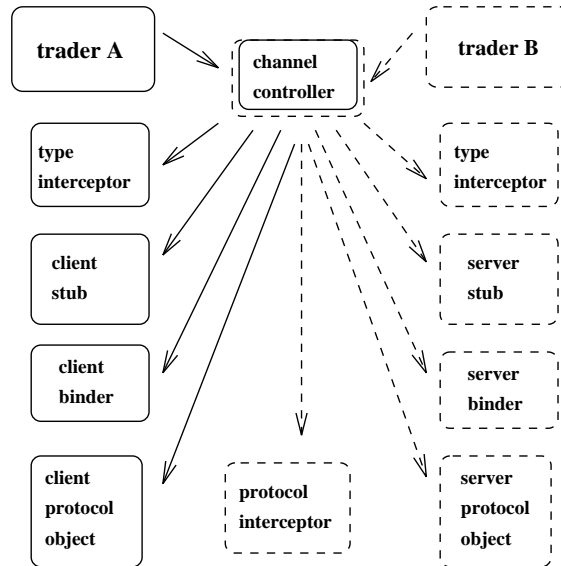 trader A
channel
controller
trader B
type
interceptor
type
interceptor
client
stub
server
stub
client
binder
server
binder
client
protocol
object
protocol
interceptor
server
protocol
object